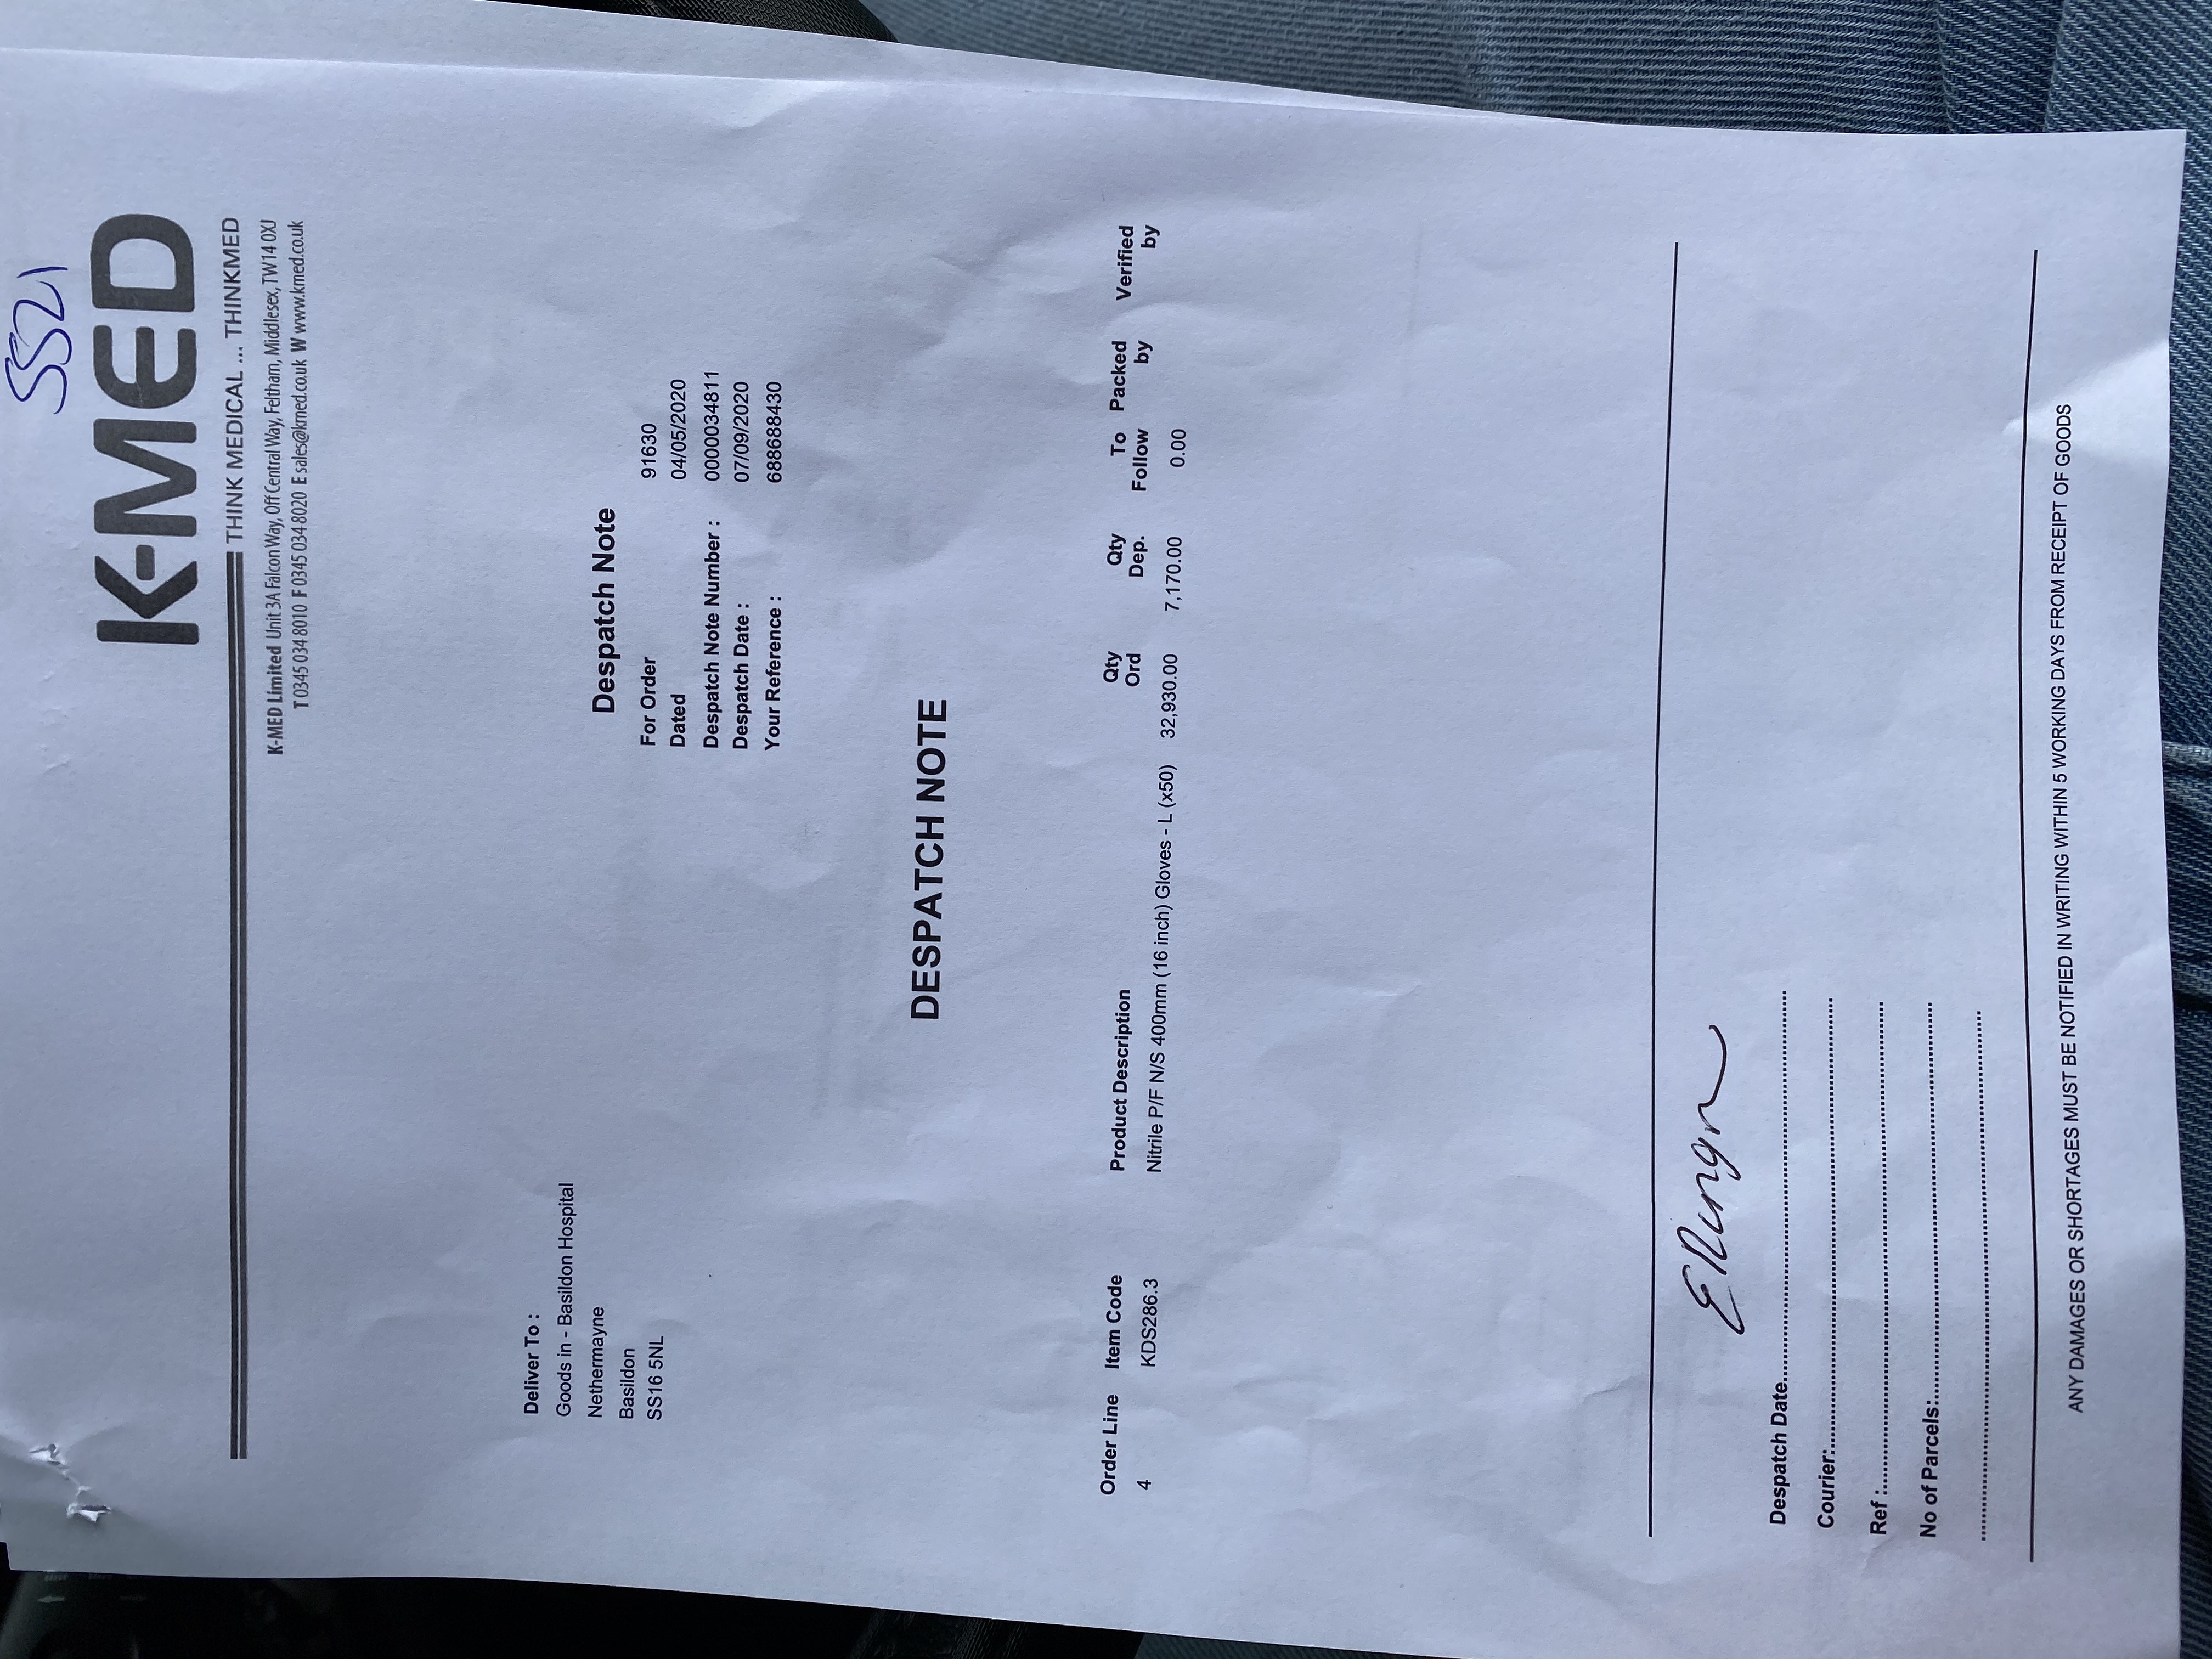 SS21
K-MED
THINK MEDICAL ... THINKMED
K-MED Limited Unit 3A Falcon Way, Off Central Way, Feltham, Middlesex, TW14 0XJ
T 0345 034 8010 F 0345 034 8020 E sales@kmed.co.uk W www.kmed.co.uk
Deliver To :
Goods in - Basildon Hospital
Nethermayne
Basildon
SS16 5NL
Despatch Note
For Order 91630
Dated 04/05/2020
Despatch Note Number : 0000034811
Despatch Date : 07/09/2020
Your Reference : 688688430
DESPATCH NOTE
Order Line Item Code Product Description Qty Ord Qty Dep. To Follow Packed by Verified by
4 KDS286.3 Nitrile P/F N/S 400mm (16 inch) Gloves - L (x50) 32,930.00 7,170.00 0.00
Despatch Date
Courier:
Ref :
No of Parcels:
ANY DAMAGES OR SHORTAGES MUST BE NOTIFIED IN WRITING WITHIN 5 WORKING DAYS FROM RECEIPT OF GOODS